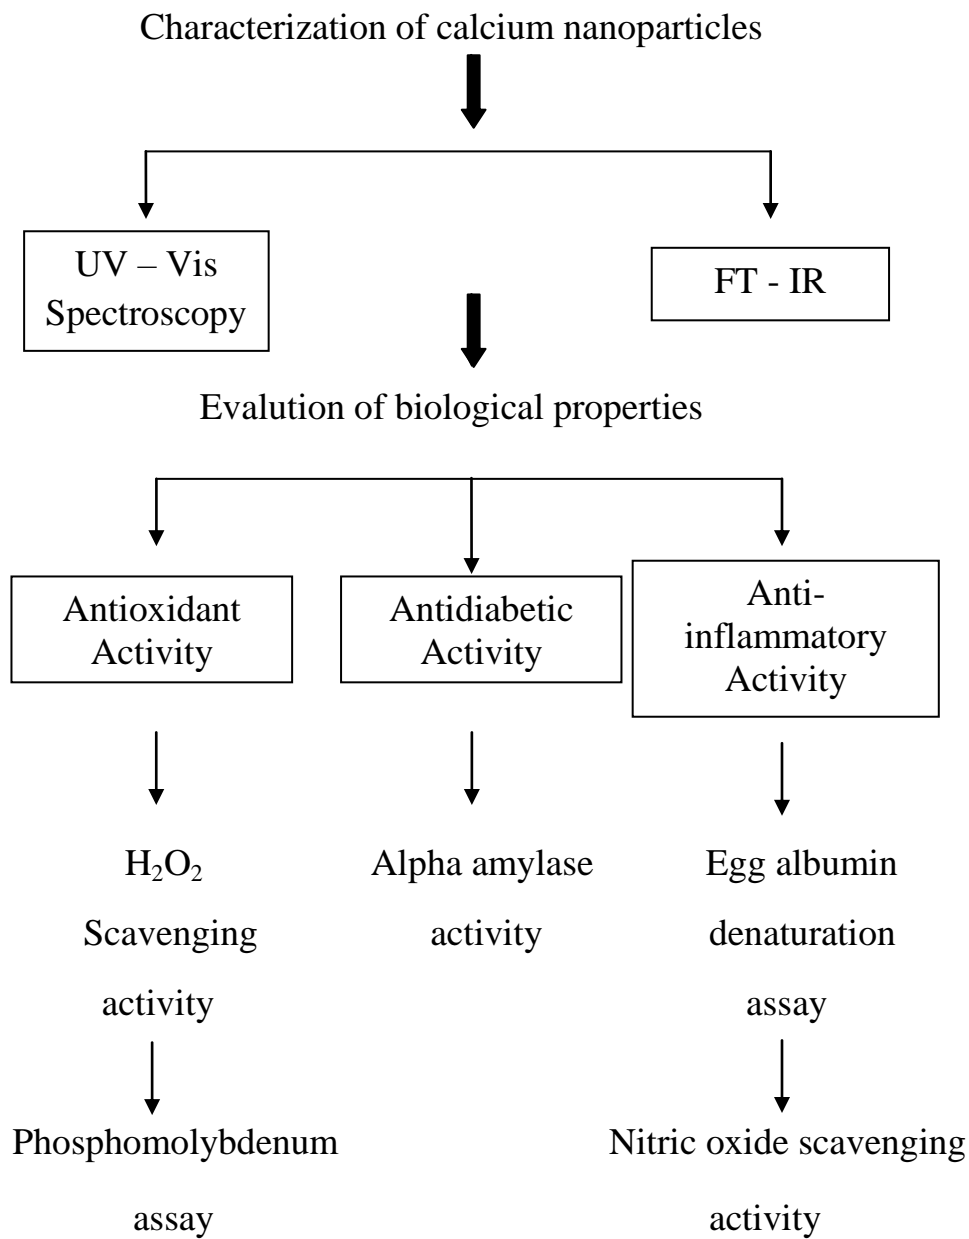 Characterization of calcium nanoparticles
UV – Vis
Spectroscopy
FT - IR
Evalution of biological properties
Antioxidant
Activity
Antidiabetic
Activity
Anti-
inflammatory
Activity
H₂O₂
Scavenging
activity
Alpha amylase
activity
Egg albumin
denaturation
assay
Phosphomolybdenum
assay
Nitric oxide scavenging
activity